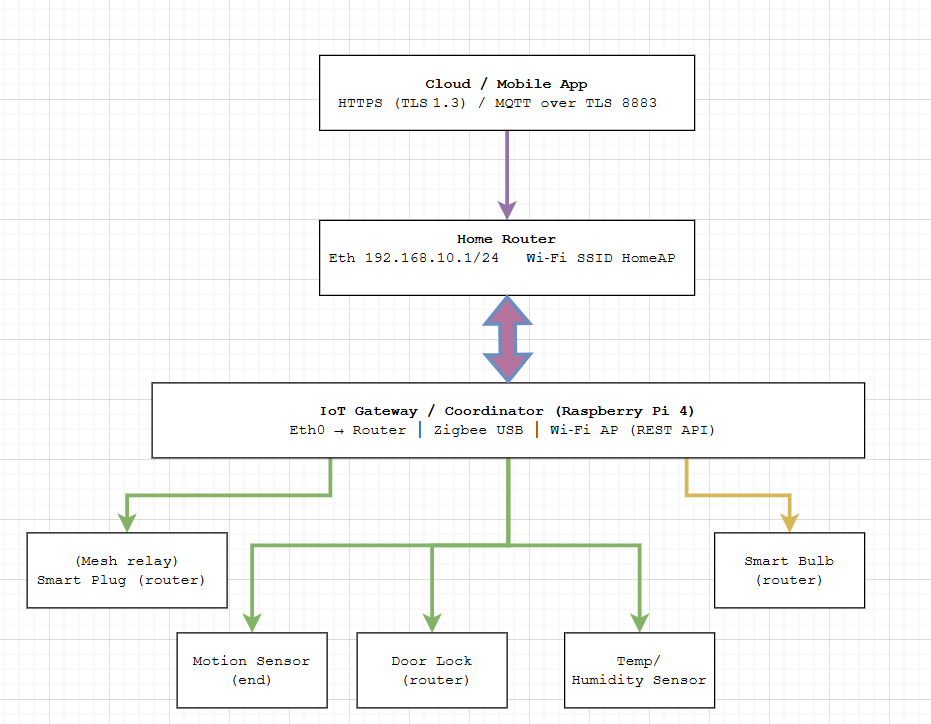 Cloud / Mobile App
HTTPS (TLS 1.3) / MQTT over TLS 8883
Home Router
Eth 192.168.10.1/24   Wi-Fi SSID HomeAP
IoT Gateway / Coordinator (Raspberry Pi 4)
Eth0 → Router | Zigbee USB | Wi-Fi AP (REST API)
(Mesh relay)
Smart Plug (router)
Smart Bulb
(router)
Motion Sensor
(end)
Door Lock
(router)
Temp/
Humidity Sensor